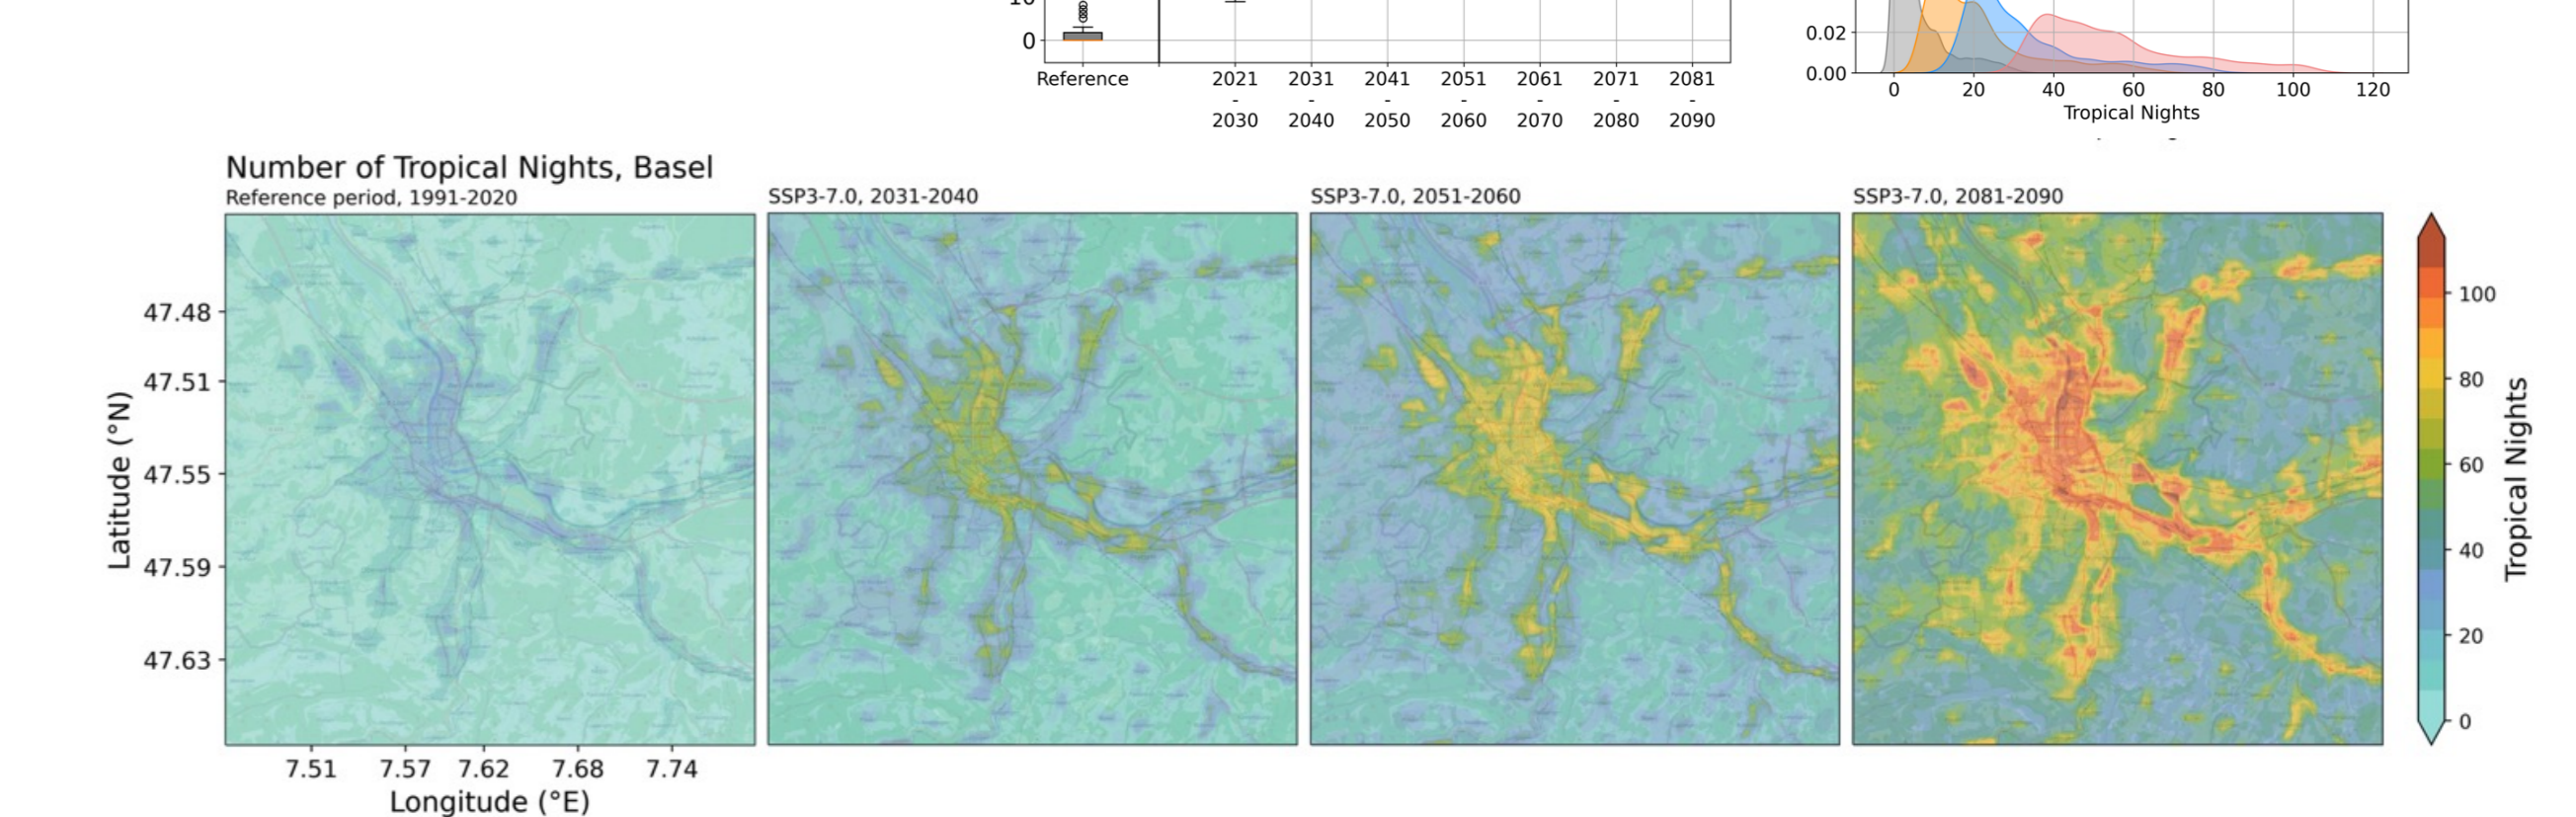 10
0
Reference
2021 2031 2041 2051 2061 2071 2081
- - - - - - -
2030 2040 2050 2060 2070 2080 2090
0.02
0.00
0 20 40 60 80 100 120
Tropical Nights
Number of Tropical Nights, Basel
Reference period, 1991-2020
SSP3-7.0, 2031-2040
SSP3-7.0, 2051-2060
SSP3-7.0, 2081-2090
47.48
47.51
47.55
47.59
47.63
Latitude (°N)
7.51 7.57 7.62 7.68 7.74
Longitude (°E)
100
80
60
40
20
0
Tropical Nights